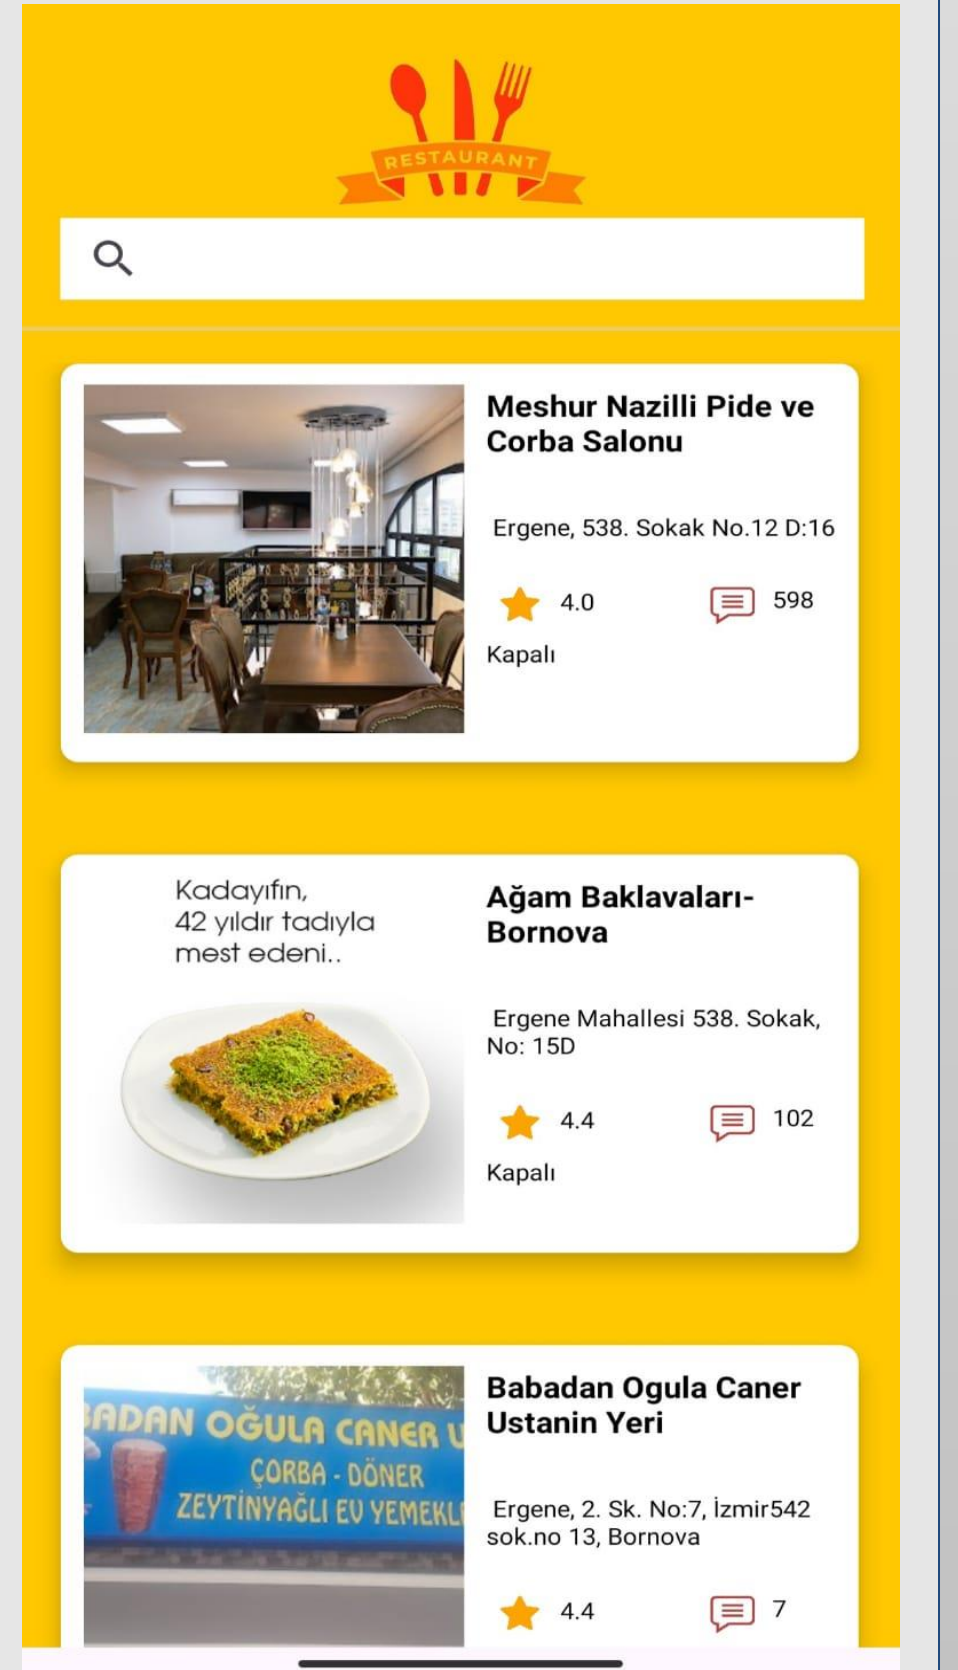 RESTAURANT
Meshur Nazilli Pide ve
Corba Salonu
Ergene, 538. Sokak No.12 D:16
4.0
598
Kapalı
Kadayıfın,
42 yıldır tadıyla
mest edeni..
Ağam Baklavaları-
Bornova
Ergene Mahallesi 538. Sokak,
No: 15D
4.4
102
Kapalı
BADAN OĞULA CANER U
ÇORBA - DÖNER
ZEYTİNYAĞLI EV YEMEKLE
Babadan Ogula Caner
Ustanin Yeri
Ergene, 2. Sk. No:7, İzmir542
sok.no 13, Bornova
4.4
7